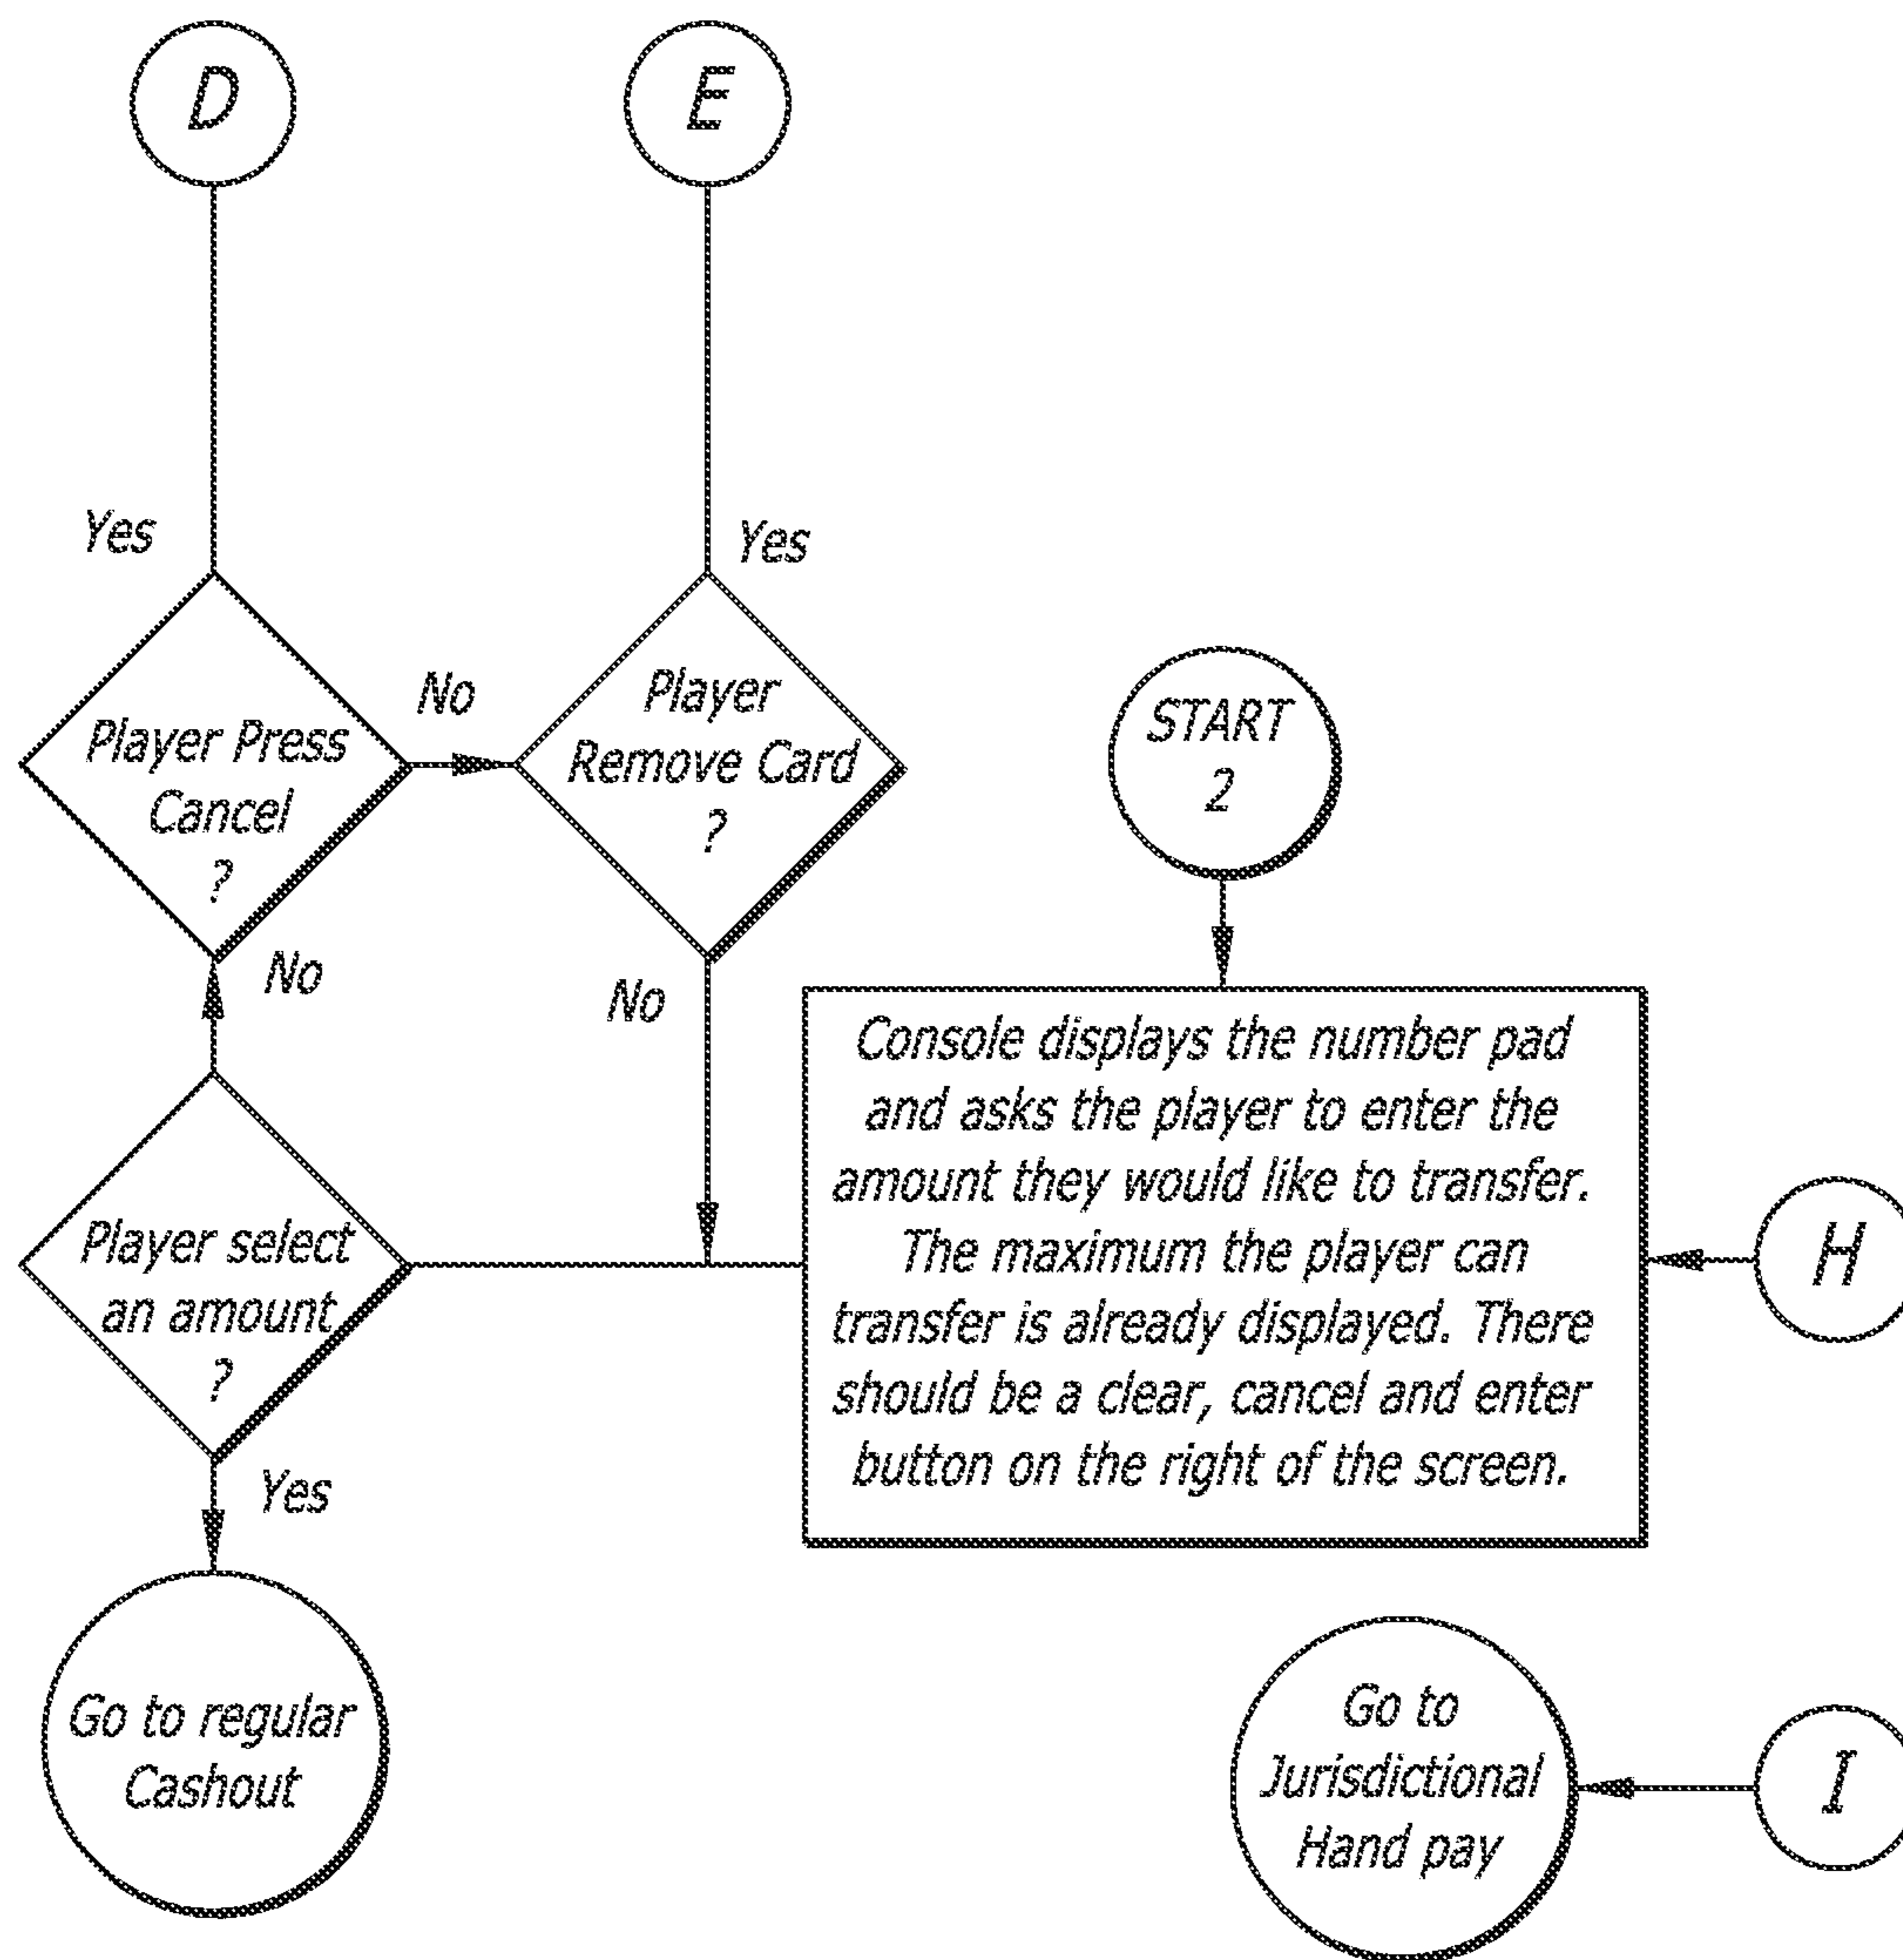 D
E
Yes
Yes
Player Press
Cancel
?
No
Player
Remove Card
?
START
2
No
No
Console displays the number pad
and asks the player to enter the
amount they would like to transfer.
The maximum the player can
transfer is already displayed. There
should be a clear, cancel and enter
button on the right of the screen.
H
Player select
an amount
?
Yes
Go to regular
Cashout
Go to
Jurisdictional
Hand pay
I